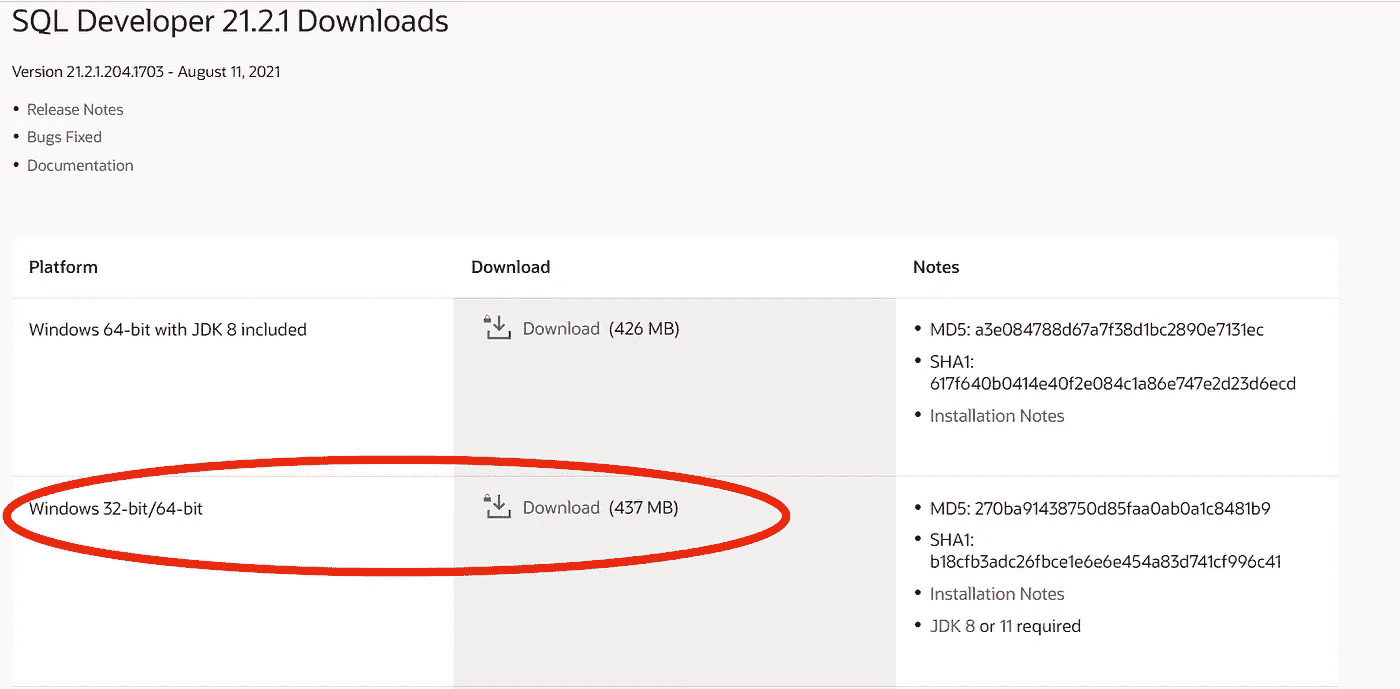 SQL Developer 21.2.1 Downloads
Version 21.2.1.204.1703 - August 11, 2021
• Release Notes
• Bugs Fixed
• Documentation
Platform Download Notes
Windows 64-bit with JDK 8 included Download (426 MB) • MD5: a3e084788d67a7f38d1bc2890e7131ec
• SHA1:
617f640b0414e40f2e084c1a86e747e2d23d6ecd
• Installation Notes
Windows 32-bit/64-bit Download (437 MB) • MD5: 270ba91438750d85faa0ab0a1c8481b9
• SHA1:
b18cfb3adc26fbce1e6e6e454a83d741cf996c41
• Installation Notes
• JDK 8 or 11 required